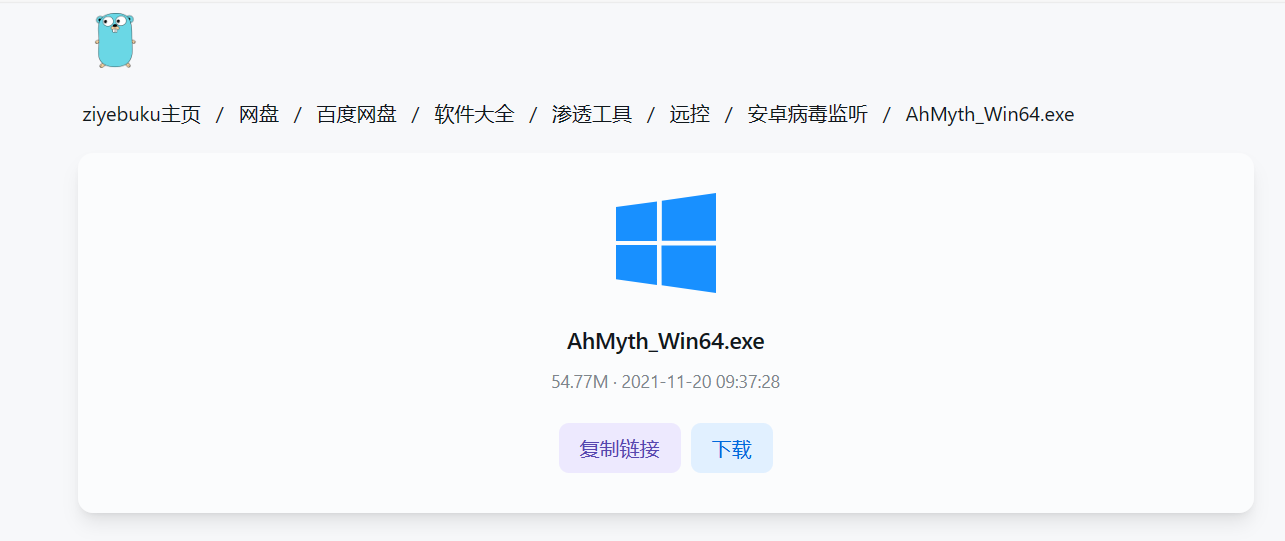 ziyebuku主页 / 网盘 / 百度网盘 / 软件大全 / 渗透工具 / 远控 / 安卓病毒监听 / AhMyth_Win64.exe
AhMyth_Win64.exe
54.77M · 2021-11-20 09:37:28
复制链接 下载